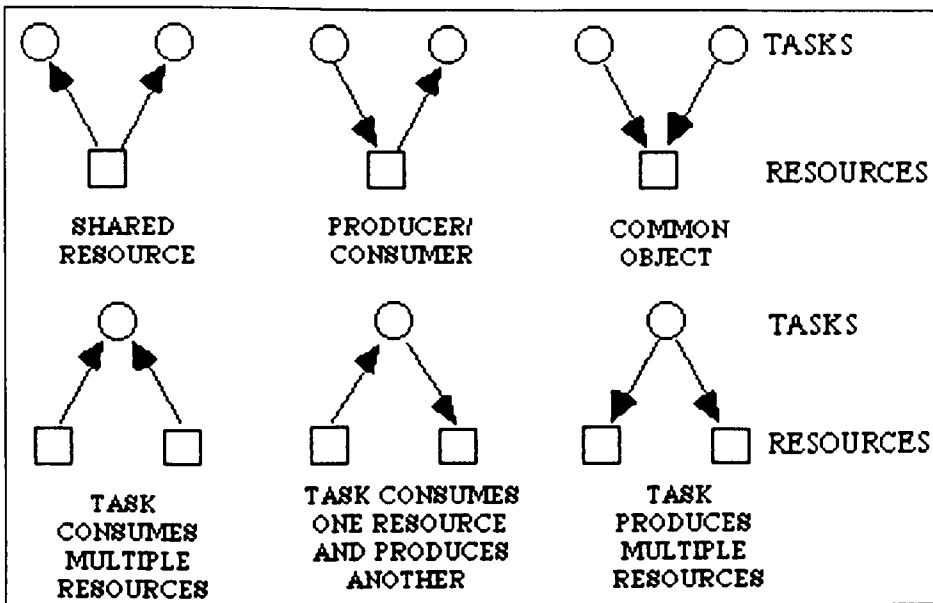 TASKS
RESOURCES
SHARED
RESOURCE
PRODUCER/
CONSUMER
COMMON
OBJECT
TASKS
RESOURCES
TASK
CONSUMES
MULTIPLE
RESOURCES
TASK CONSUMES
ONE RESOURCE
AND PRODUCES
ANOTHER
TASK
PRODUCES
MULTIPLE
RESOURCES